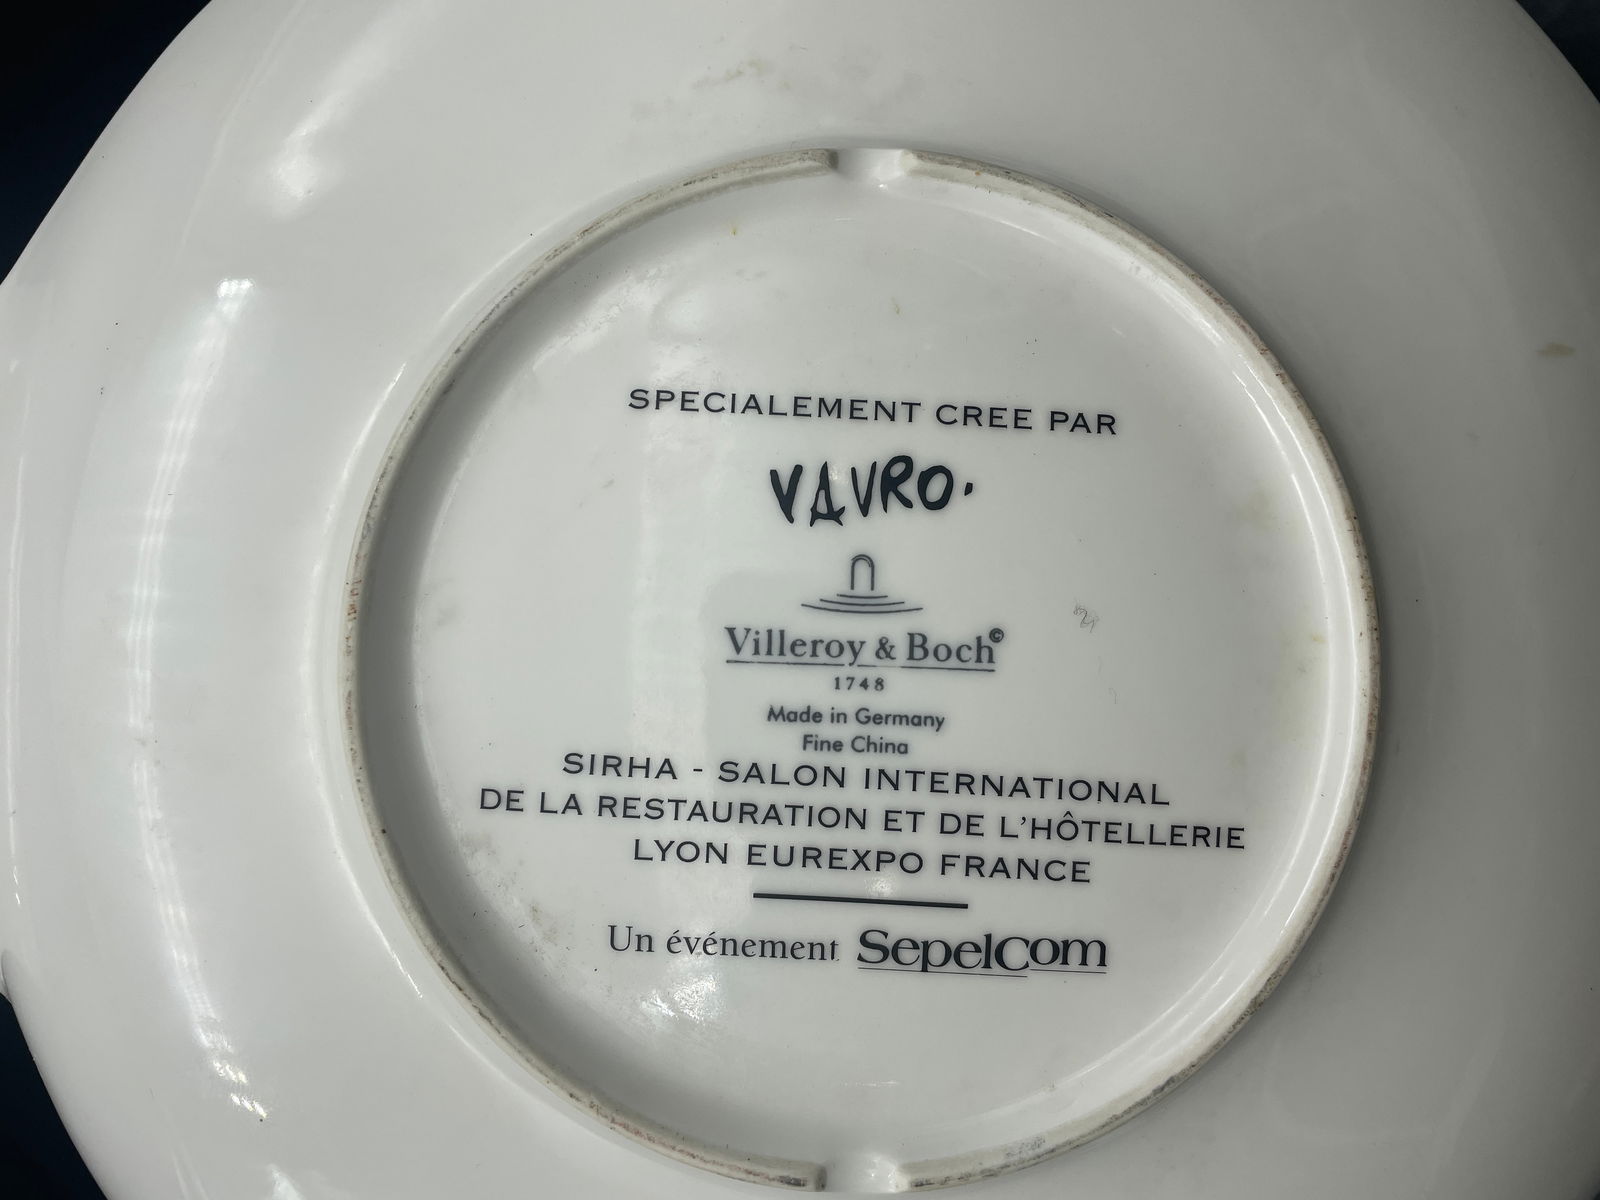 SPECIALEMENT CREE PAR
VAVRO.
Villeroy & Boch©
1748
Made in Germany
Fine China
SIRHA - SALON INTERNATIONAL
DE LA RESTAURATION ET DE L'HÔTELLERIE
LYON EUREXPO FRANCE
Un événement Sepelcom